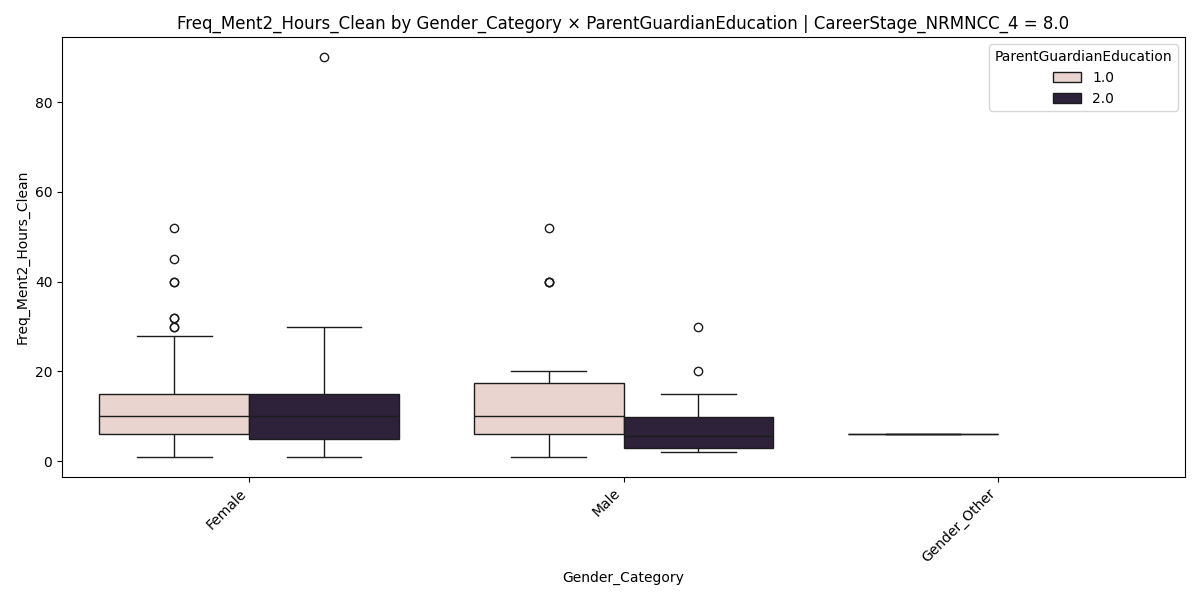 Freq_Ment2_Hours_Clean by Gender_Category × ParentGuardianEducation | CareerStage_NRMNCC_4 = 8.0
ParentGuardianEducation
1.0
2.0
Freq_Ment2_Hours_Clean
80
60
40
20
0
Female
Male
Gender_Other
Gender_Category